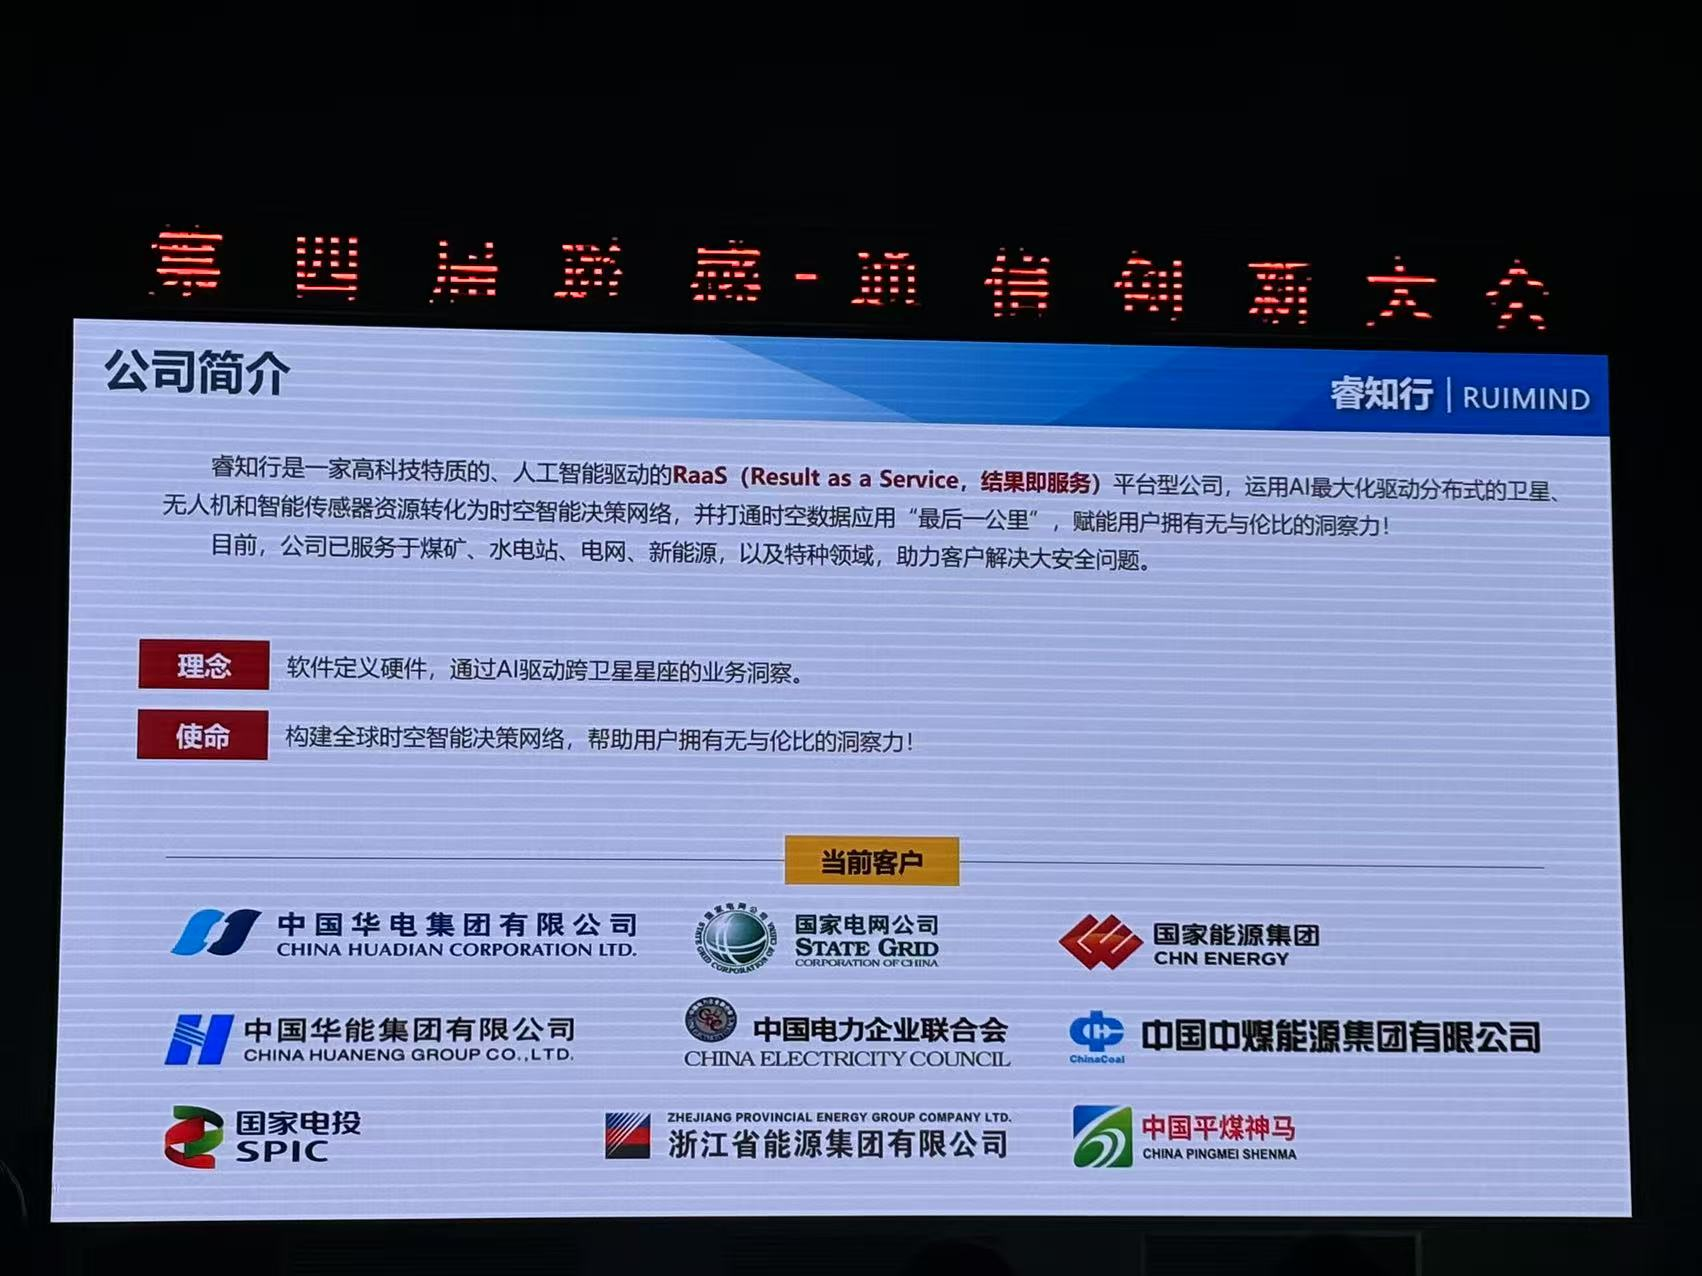 第四届遥感-通信创新大会
公司简介
睿知行 | RUIMIND
睿知行是一家高科技特质的、人工智能驱动的RaaS（Result as a Service，结果即服务）平台型公司，运用AI最大化驱动分布式的卫星、
无人机和智能传感器资源转化为时空智能决策网络，并打通时空数据应用“最后一公里”，赋能用户拥有无与伦比的洞察力！
目前，公司已服务于煤矿、水电站、电网、新能源，以及特种领域，助力客户解决大安全问题。
理念 软件定义硬件，通过AI驱动跨卫星星座的业务洞察。
使命 构建全球时空智能决策网络，帮助用户拥有无与伦比的洞察力！
当前客户
中国华电集团有限公司
CHINA HUADIAN CORPORATION LTD.
国家电网公司
STATE GRID
CORPORATION OF CHINA
国家电网公司
STATE GRID CORPORATION OF CHINA
国家能源集团
CHN ENERGY
中国华能集团有限公司
CHINA HUANENG GROUP CO.,LTD.
CEC
中国电力企业联合会
CHINA ELECTRICITY COUNCIL
ChinaCoal
中国中煤能源集团有限公司
国家电投
SPIC
ZHEJIANG PROVINCIAL ENERGY GROUP COMPANY LTD.
浙江省能源集团有限公司
中国平煤神马
CHINA PINGMEI SHENMA